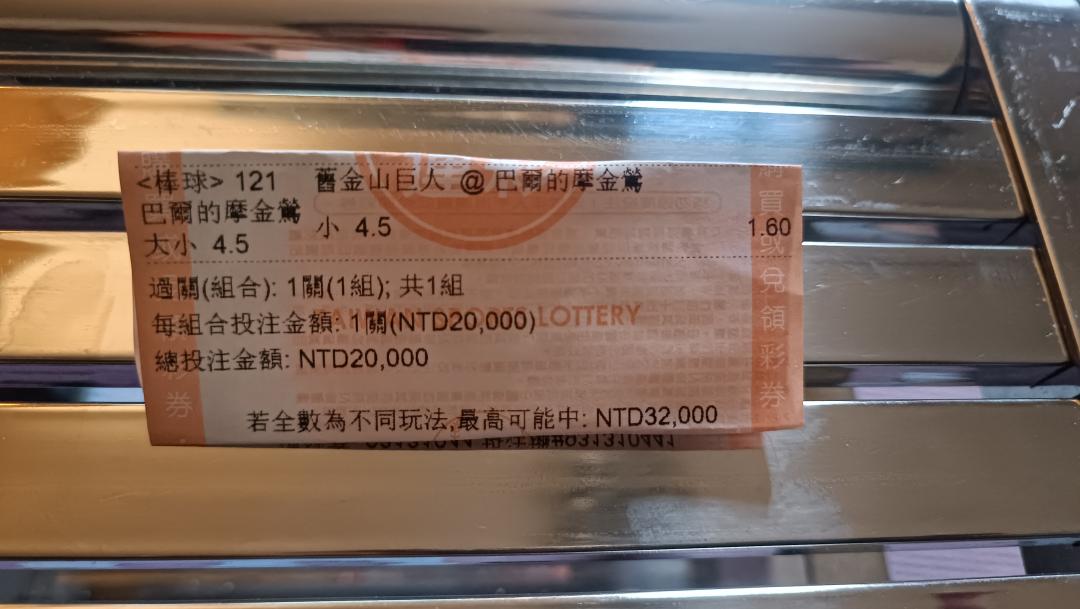 <棒球> 121 舊金山巨人 @ 巴爾的摩金鶯
巴爾的摩金鶯
大小 4.5 小 4.5 1.60
過關(組合): 1關(1組); 共1組
每組合投注金額: 1關(NTD20,000)
LOTTERY
總投注金額: NTD20,000
若全數為不同玩法,最高可能中: NTD32,000
購買或兌領彩券
彩券